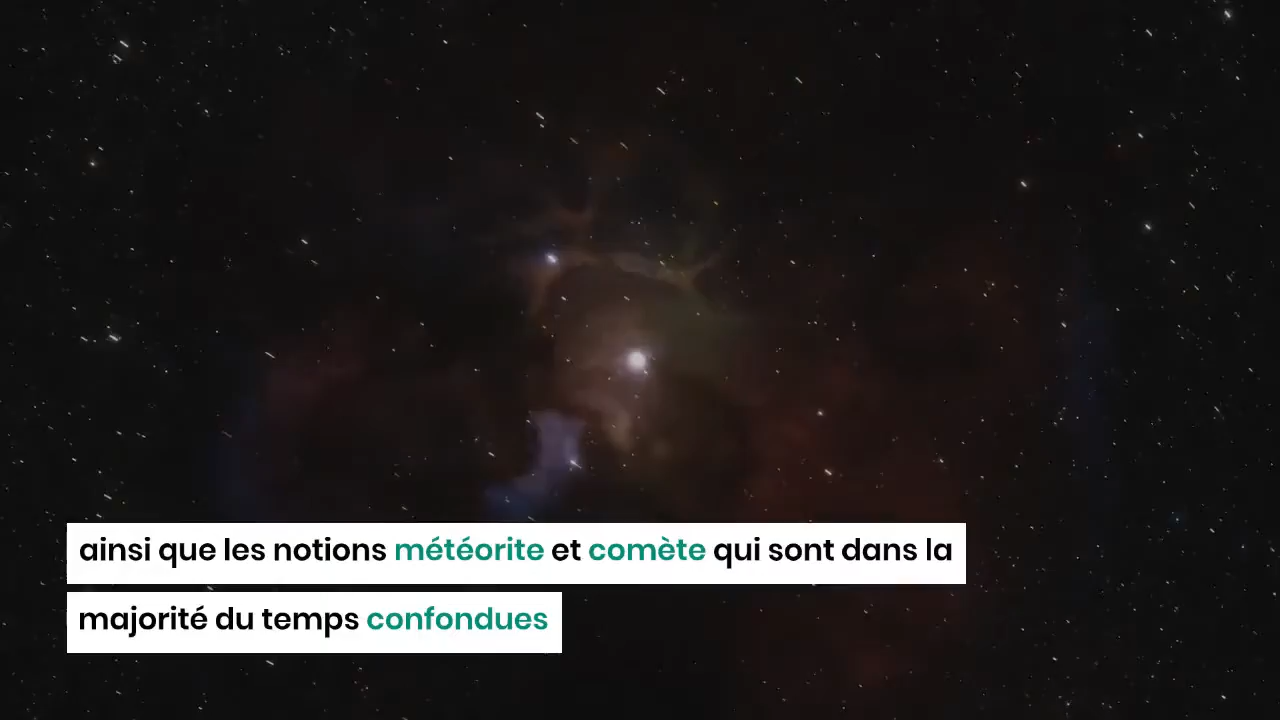 ainsi que les notions météorite et comète qui sont dans la
majorité du temps confondues